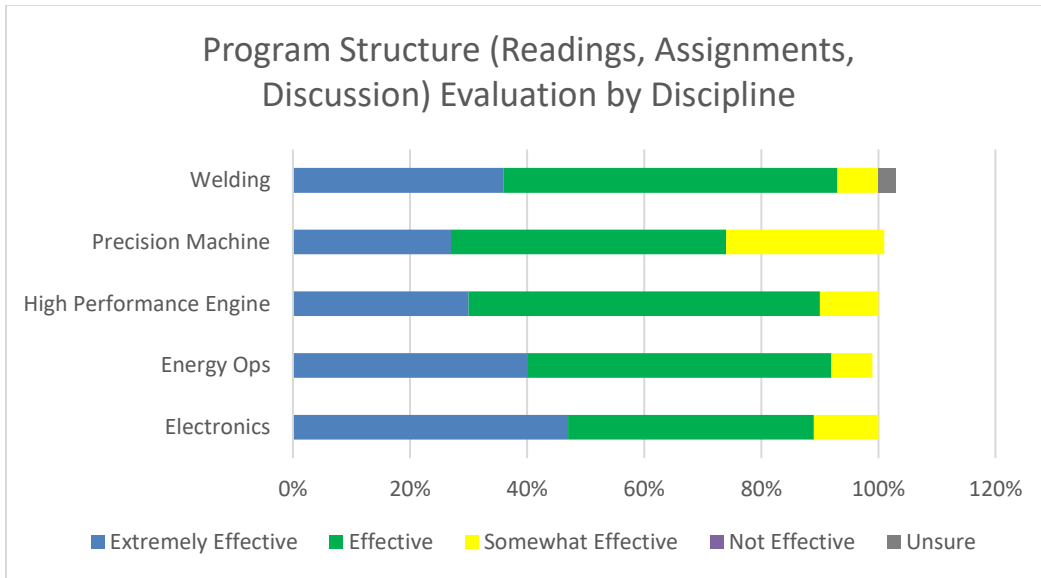 Program Structure (Readings, Assignments,
Discussion) Evaluation by Discipline
Welding
Precision Machine
High Performance Engine
Energy Ops
Electronics
0% 20% 40% 60% 80% 100% 120%
Extremely Effective Effective Somewhat Effective Not Effective Unsure